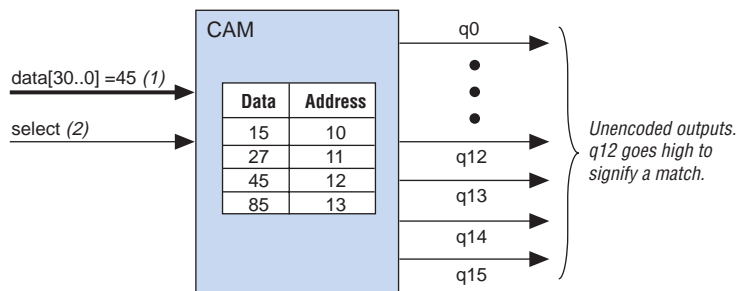 CAM
data[30..0] =45 (1)
select (2)
Data Address
15 10
27 11
45 12
85 13
q0
q12
q13
q14
q15
Unencoded outputs.
q12 goes high to
signify a match.